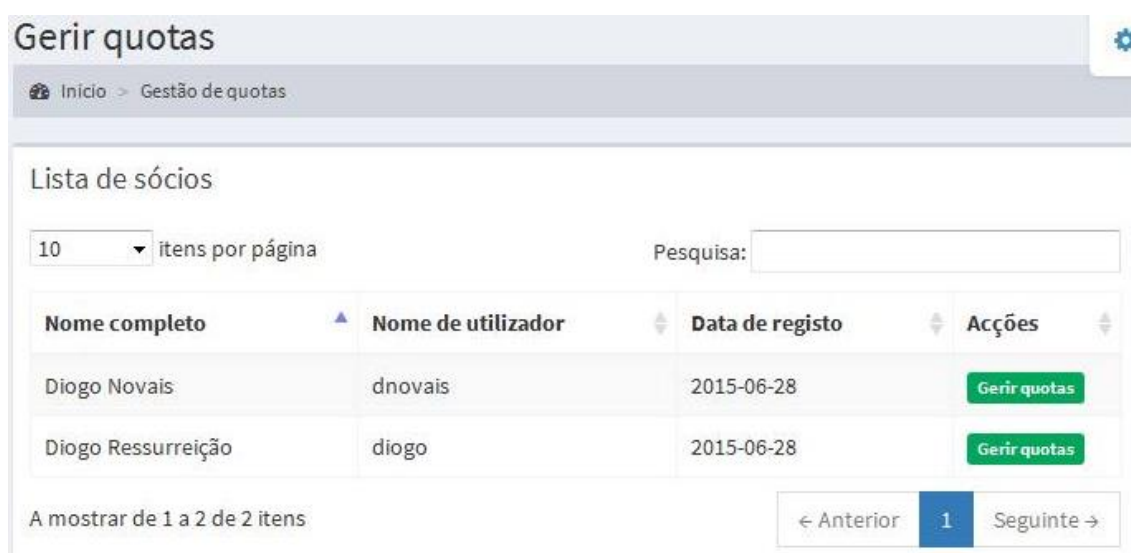 Gerir quotas
Início > Gestão de quotas
Lista de sócios
10 itens por página Pesquisa:
Nome completo Nome de utilizador Data de registo Acções
Diogo Novais dnovais 2015-06-28 Gerir quotas
Diogo Ressurreição diogo 2015-06-28 Gerir quotas
A mostrar de 1 a 2 de 2 itens ← Anterior 1 Seguinte →